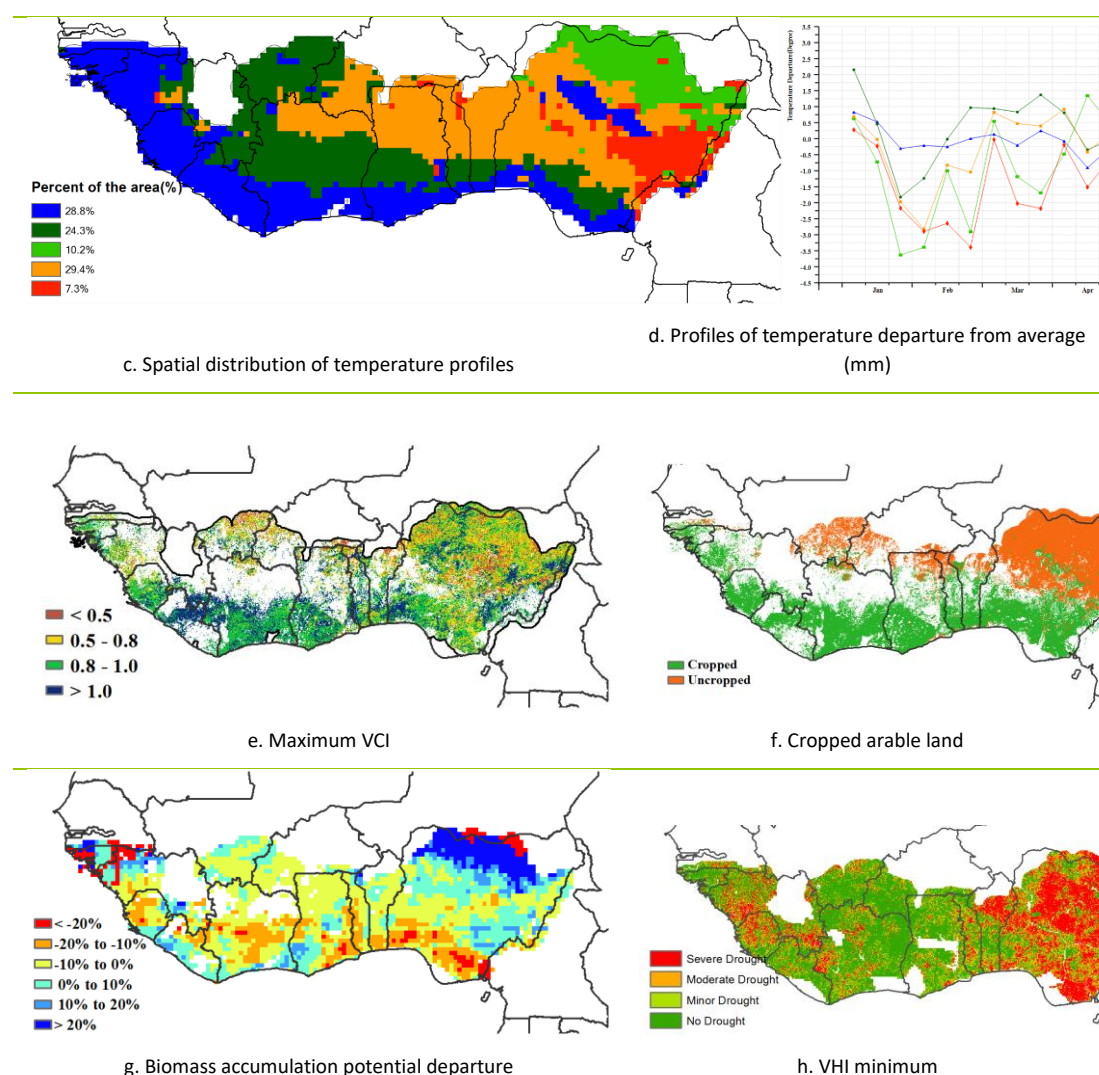 Percent of the area(%)
28.8%
24.3%
10.2%
29.4%
7.3%
Temperature Departure(Degree)
3.5
3.0
2.5
2.0
1.5
1.0
0.5
0.0
-0.5
-1.0
-1.5
-2.0
-2.5
-3.0
-3.5
-4.0
-4.5
Jan Feb Mar Apr
c. Spatial distribution of temperature profiles
d. Profiles of temperature departure from average
(mm)
< 0.5
0.5 - 0.8
0.8 - 1.0
> 1.0
Cropped
Uncropped
e. Maximum VCI
f. Cropped arable land
< -20%
-20% to -10%
-10% to 0%
0% to 10%
10% to 20%
> 20%
Severe Drought
Moderate Drought
Minor Drought
No Drought
g. Biomass accumulation potential departure
h. VHI minimum